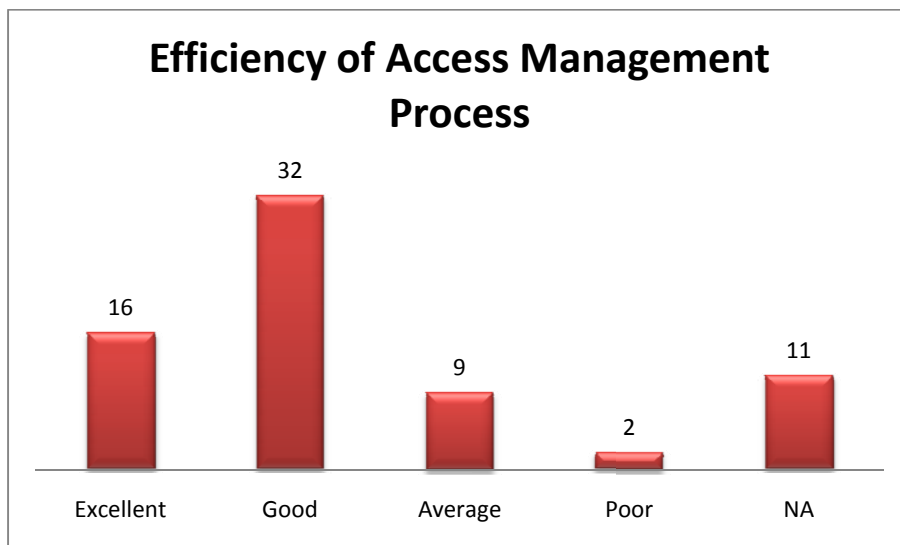 Efficiency of Access Management
Process
32
16
11
9
2
Excellent Good Average Poor NA